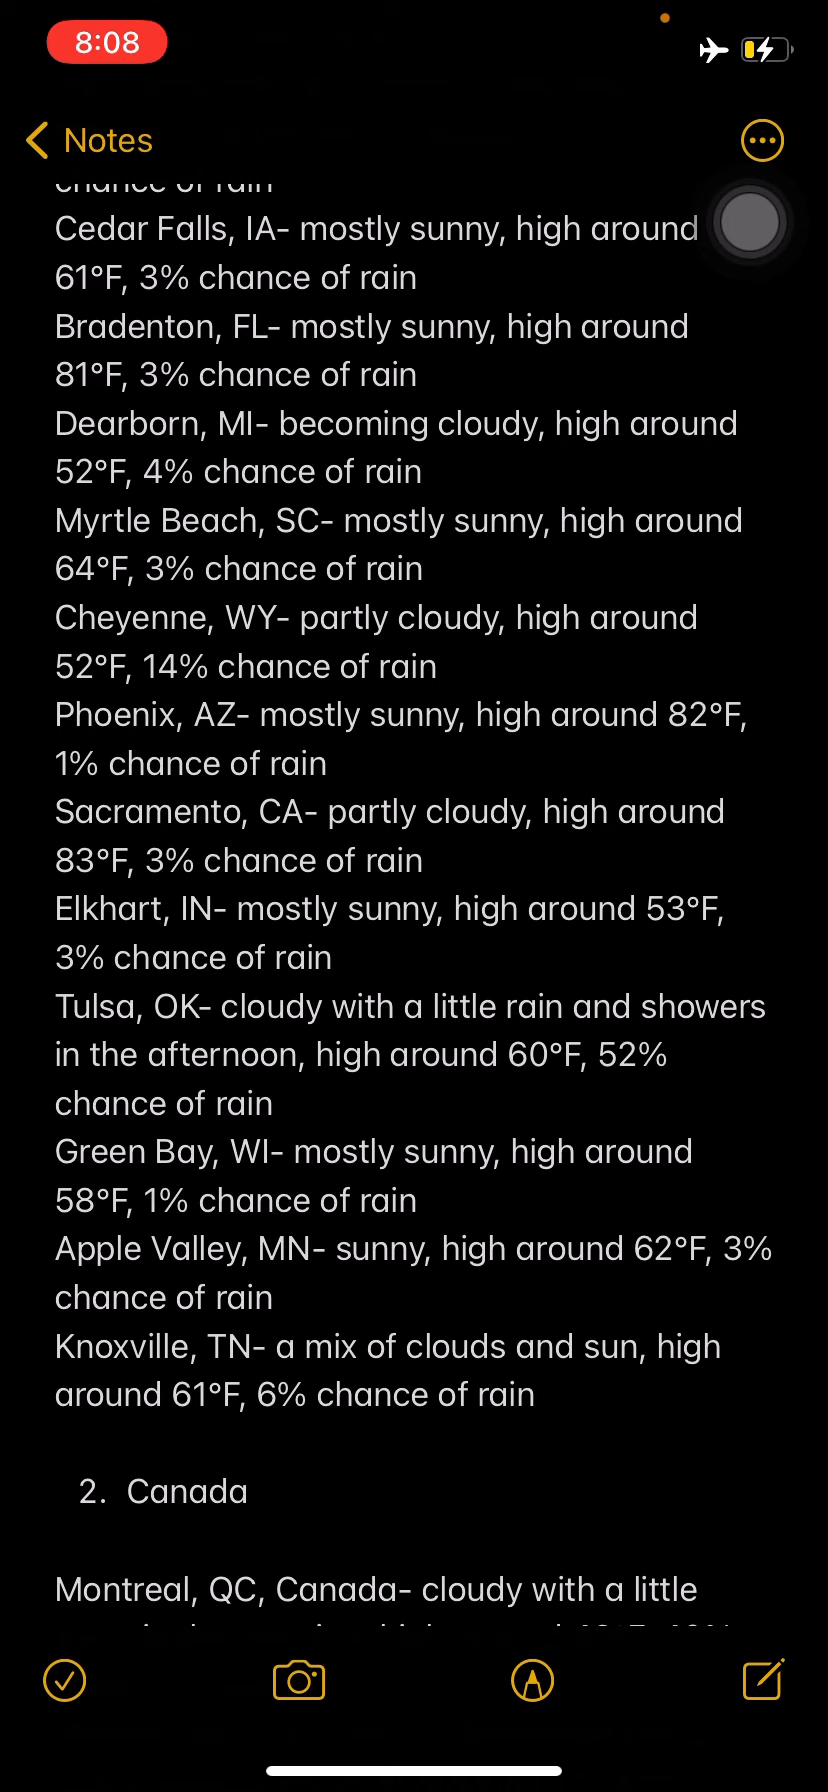 8:08
Notes
chance of rain
Cedar Falls, IA- mostly sunny, high around
61°F, 3% chance of rain
Bradenton, FL- mostly sunny, high around
81°F, 3% chance of rain
Dearborn, MI- becoming cloudy, high around
52°F, 4% chance of rain
Myrtle Beach, SC- mostly sunny, high around
64°F, 3% chance of rain
Cheyenne, WY- partly cloudy, high around
52°F, 14% chance of rain
Phoenix, AZ- mostly sunny, high around 82°F,
1% chance of rain
Sacramento, CA- partly cloudy, high around
83°F, 3% chance of rain
Elkhart, IN- mostly sunny, high around 53°F,
3% chance of rain
Tulsa, OK- cloudy with a little rain and showers
in the afternoon, high around 60°F, 52%
chance of rain
Green Bay, WI- mostly sunny, high around
58°F, 1% chance of rain
Apple Valley, MN- sunny, high around 62°F, 3%
chance of rain
Knoxville, TN- a mix of clouds and sun, high
around 61°F, 6% chance of rain
2. Canada
Montreal, QC, Canada- cloudy with a little